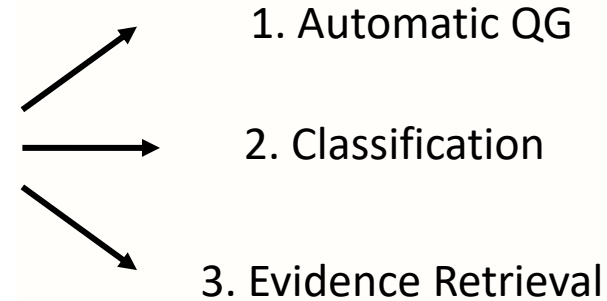 1. Automatic QG
2. Classification
3. Evidence Retrieval